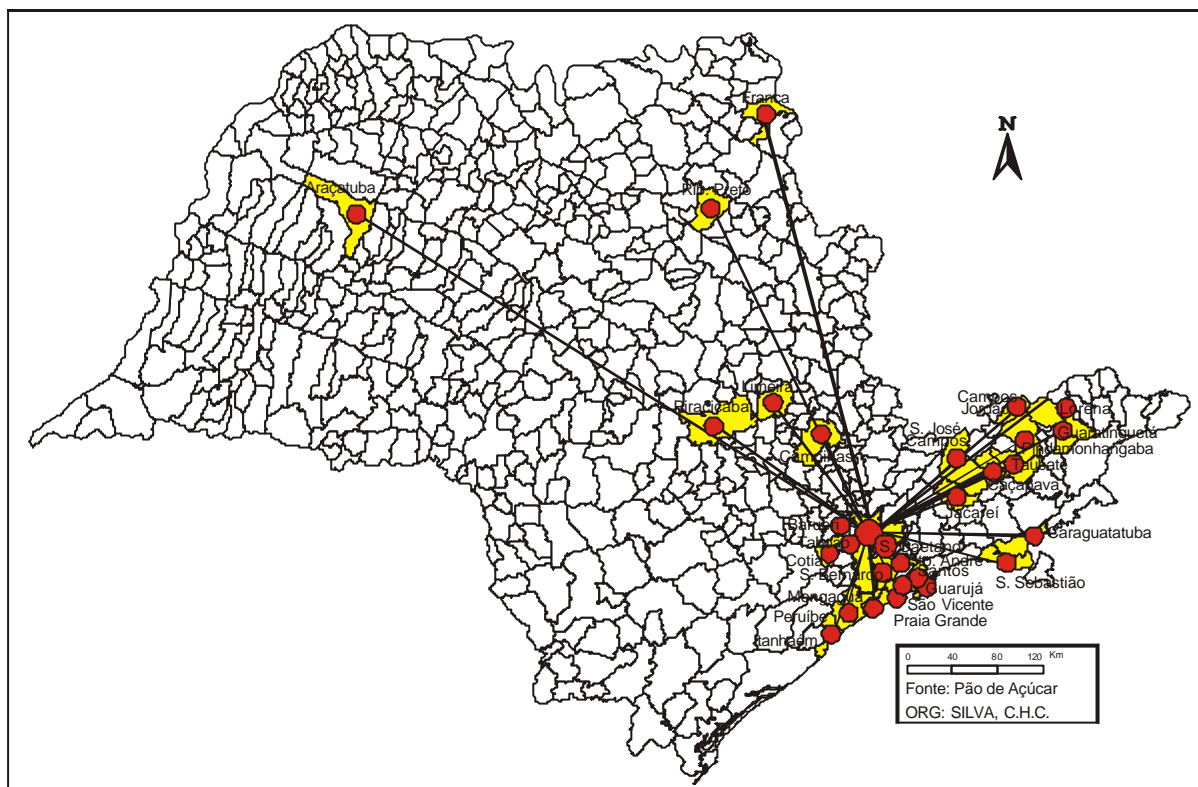 Franca
N
Araçatuba
Rib. Preto
Limeira
Piracicaba
Campinas
Campos
Jordão
Lorena
S. José
Campos
Guaratinguetá
Pindamonhangaba
Taubaté
Caçapava
Jacareí
Barueri
Caraguatatuba
S. Caetano
Cotia
Sto. André
S. Bernardo
Santos
S. Sebastião
Guarujá
Mongaguá
São Vicente
Peruíbe
Praia Grande
Itanhaém
0 40 80 120 Km
Fonte: Pão de Açúcar
ORG: SILVA, C.H.C.